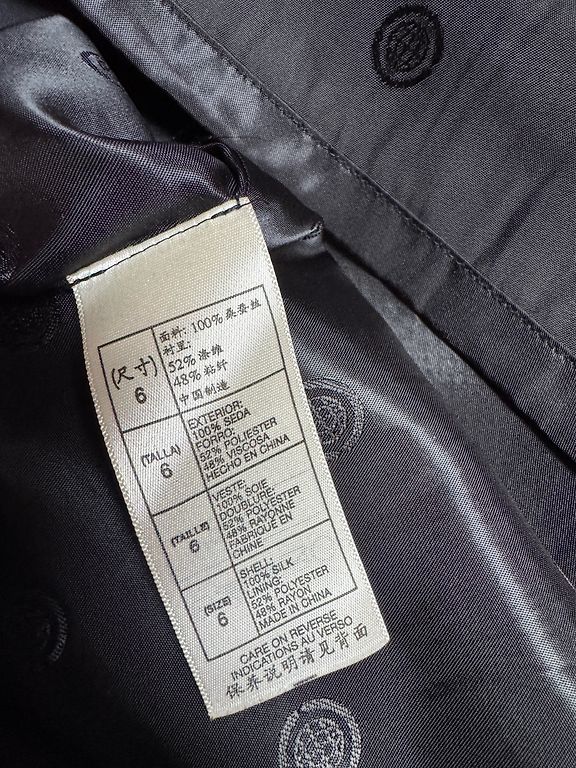 (尺寸)
6
面料: 100% 桑蚕丝
衬里:
52% 涤维
48% 粘纤
中国制造
(TALLA)
6
EXTERIOR:
100% SEDA
FORRO:
52% POLIESTER
48% VISCOSA
HECHO EN CHINA
(TAILLE)
6
VESTE:
100% SOIE
DOUBLURE:
52% POLYESTER
48% RAYONNE
FABRIQUÉ EN
CHINE
(SIZE)
6
SHELL:
100% SILK
LINING:
52% POLYESTER
48% RAYON
MADE IN CHINA
CARE ON REVERSE
INDICATIONS AU VERSO
保养说明请见背面